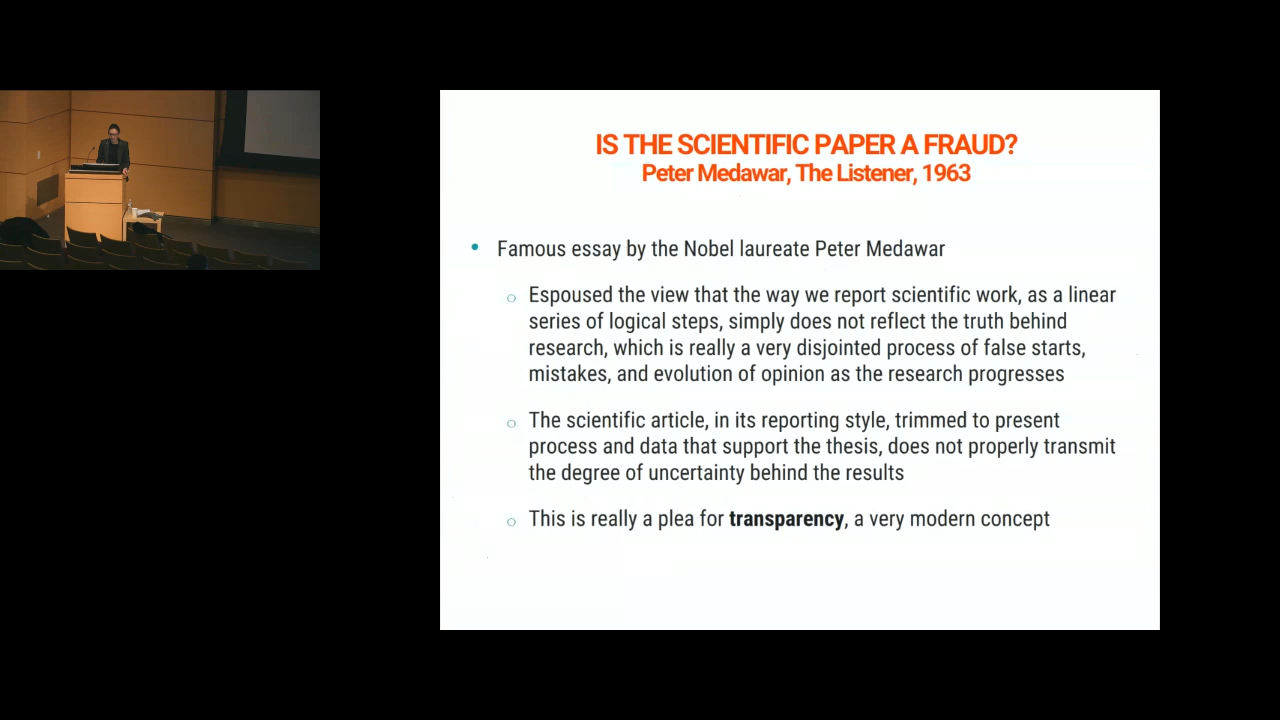 IS THE SCIENTIFIC PAPER A FRAUD?
Peter Medawar, The Listener, 1963
• Famous essay by the Nobel laureate Peter Medawar
○ Espoused the view that the way we report scientific work, as a linear
series of logical steps, simply does not reflect the truth behind
research, which is really a very disjointed process of false starts,
mistakes, and evolution of opinion as the research progresses
○ The scientific article, in its reporting style, trimmed to present
process and data that support the thesis, does not properly transmit
the degree of uncertainty behind the results
○ This is really a plea for transparency, a very modern concept